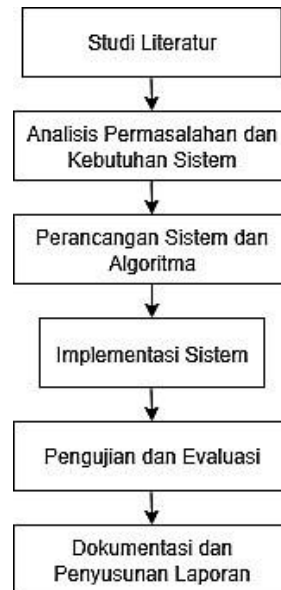 Studi Literatur
Analisis Permasalahan dan
Kebutuhan Sistem
Perancangan Sistem dan
Algoritma
Implementasi Sistem
Pengujian dan Evaluasi
Dokumentasi dan
Penyusunan Laporan